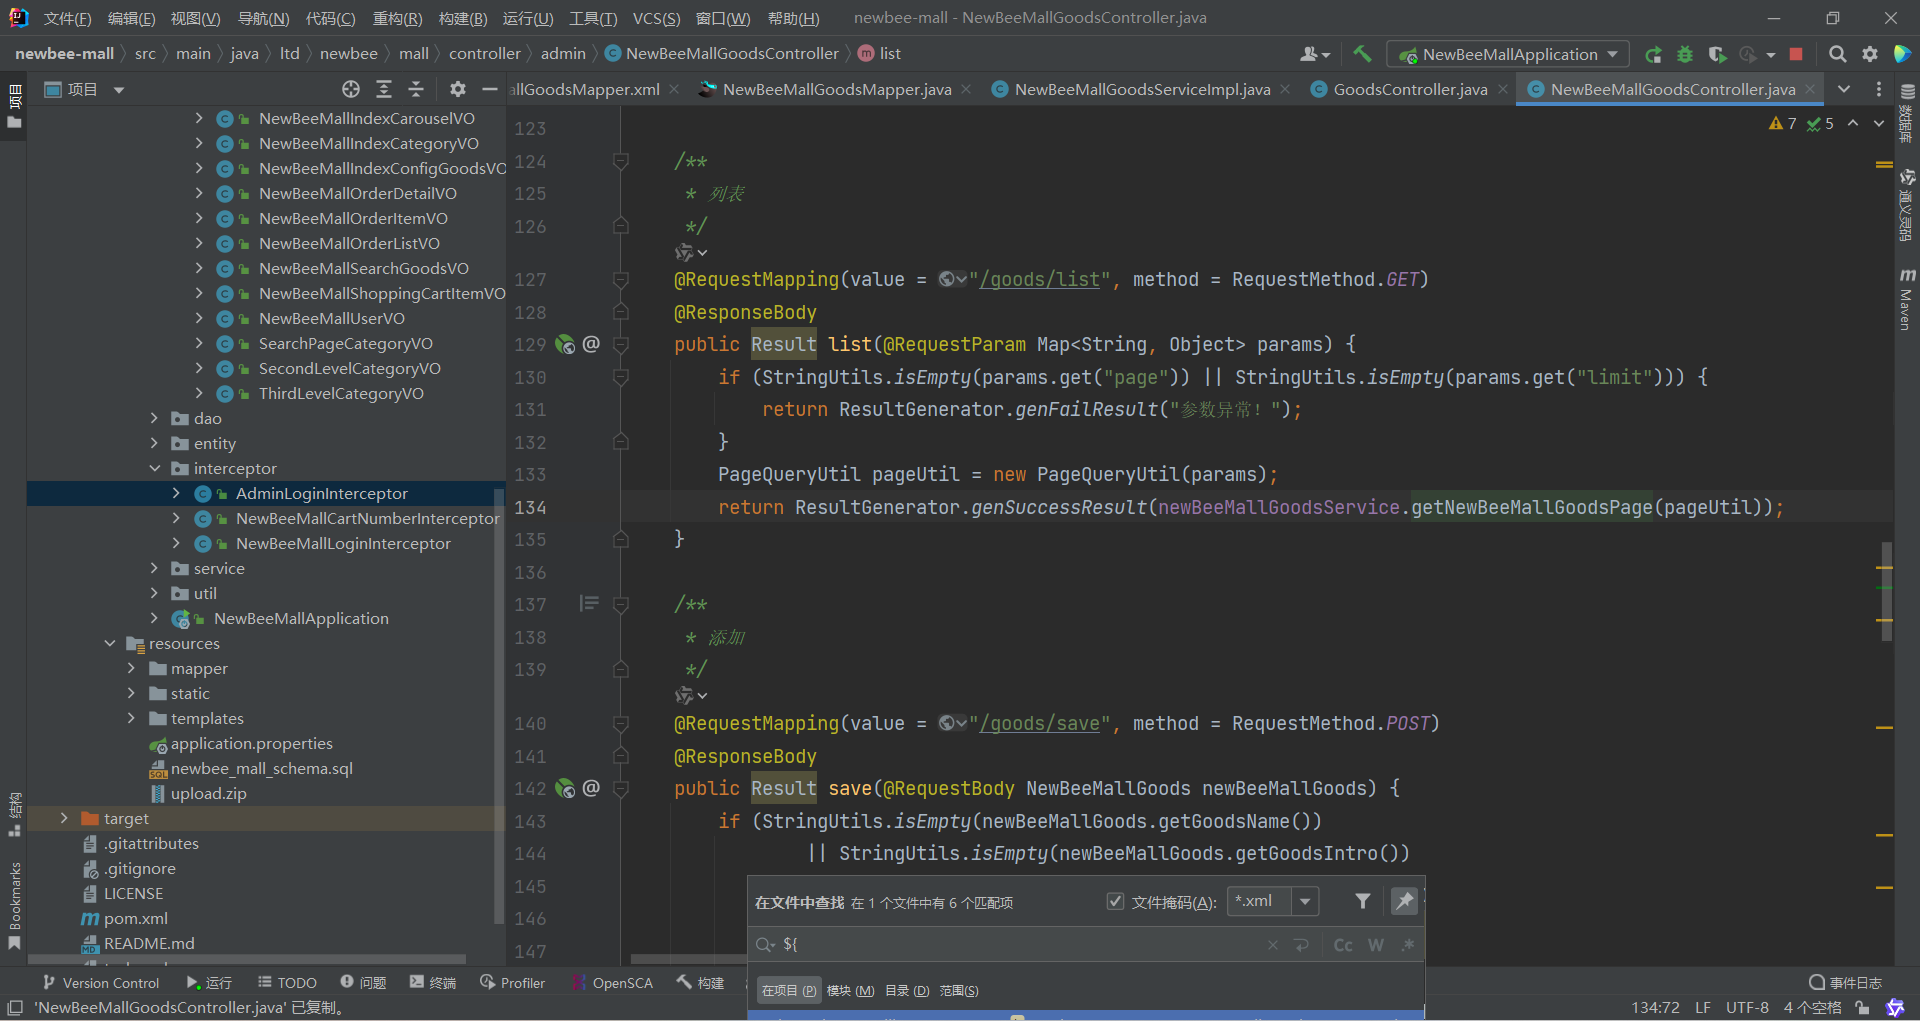 文件(F) 编辑(E) 视图(V) 导航(N) 代码(C) 重构(R) 构建(B) 运行(U) 工具(T) VCS(S) 窗口(W) 帮助(H) newbee-mall - NewBeeMallGoodsController.java
newbee-mall src main java ltd newbee mall controller admin NewBeeMallGoodsController list NewBeeMallApplication
项目
项目
allGoodsMapper.xml NewBeeMallGoodsMapper.java NewBeeMallGoodsServiceImpl.java GoodsController.java NewBeeMallGoodsController.java
7 5
NewBeeMallIndexCarouselVO
NewBeeMallIndexCategoryVO
NewBeeMallIndexConfigGoodsVO
NewBeeMallOrderDetailVO
NewBeeMallOrderItemVO
NewBeeMallOrderListVO
NewBeeMallSearchGoodsVO
NewBeeMallShoppingCartItemVO
NewBeeMallUserVO
SearchPageCategoryVO
SecondLevelCategoryVO
ThirdLevelCategoryVO
dao
entity
interceptor
AdminLoginInterceptor
NewBeeMallCartNumberInterceptor
NewBeeMallLoginInterceptor
service
util
NewBeeMallApplication
resources
mapper
static
templates
application.properties
newbee_mall_schema.sql
upload.zip
target
.gitattributes
.gitignore
LICENSE
pom.xml
README.md
结构
Bookmarks
123
124 /**
125 * 列表
126 */
127 @RequestMapping(value = "/goods/list", method = RequestMethod.GET)
128 @ResponseBody
129 @ public Result list(@RequestParam Map<String, Object> params) {
130 if (StringUtils.isEmpty(params.get("page")) || StringUtils.isEmpty(params.get("limit"))) {
131 return ResultGenerator.genFailResult("参数异常！");
132 }
133 PageQueryUtil pageUtil = new PageQueryUtil(params);
134 return ResultGenerator.genSuccessResult(newBeeMallGoodsService.getNewBeeMallGoodsPage(pageUtil));
135 }
136
137 /**
138 * 添加
139 */
140 @RequestMapping(value = "/goods/save", method = RequestMethod.POST)
141 @ResponseBody
142 @ public Result save(@RequestBody NewBeeMallGoods newBeeMallGoods) {
143 if (StringUtils.isEmpty(newBeeMallGoods.getGoodsName())
144 || StringUtils.isEmpty(newBeeMallGoods.getGoodsIntro())
145
146
147
在文件中查找 在 1 个文件中有 6 个匹配项 文件掩码(A): *.xml
${ Cc W .*
在项目 (P) 模块 (M) 目录 (D) 范围(S)
数据库
通义灵码
Maven
Version Control 运行 TODO 问题 终端 Profiler OpenSCA 构建 事件日志
'NewBeeMallGoodsController.java' 已复制。 134:72 LF UTF-8 4 个空格